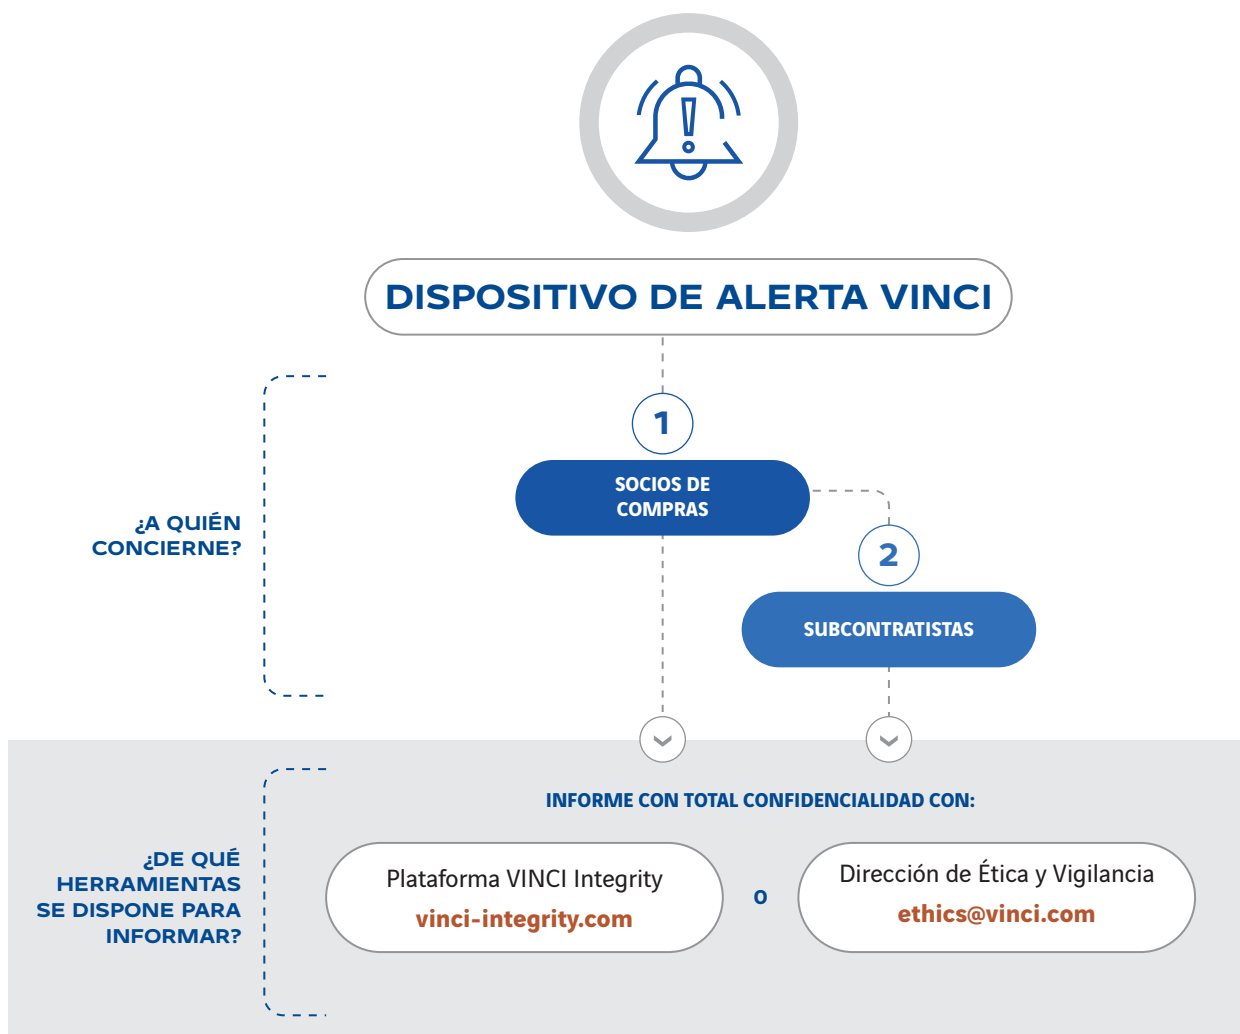 DISPOSITIVO DE ALERTA VINCI
1
SOCIOS DE
COMPRAS
¿A QUIÉN
CONCIERNE?
2
SUBCONTRATISTAS
INFORME CON TOTAL CONFIDENCIALIDAD CON:
¿DE QUÉ
HERRAMIENTAS
SE DISPONE PARA
INFORMAR?
Plataforma VINCI Integrity
vinci-integrity.com
o
Dirección de Ética y Vigilancia
ethics@vinci.com